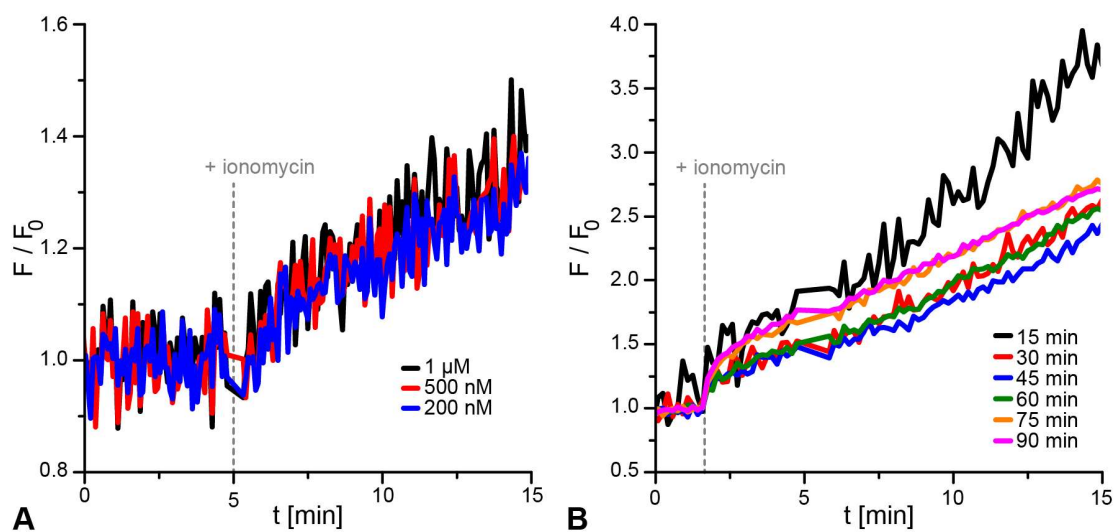 1.6
1.4
1.2
1.0
0.8
F / F0
+ ionomycin
1 µM
500 nM
200 nM
0 5 10 15
t [min]
A
4.0
3.5
3.0
2.5
2.0
1.5
1.0
0.5
F / F0
+ ionomycin
15 min
30 min
45 min
60 min
75 min
90 min
0 5 10 15
t [min]
B